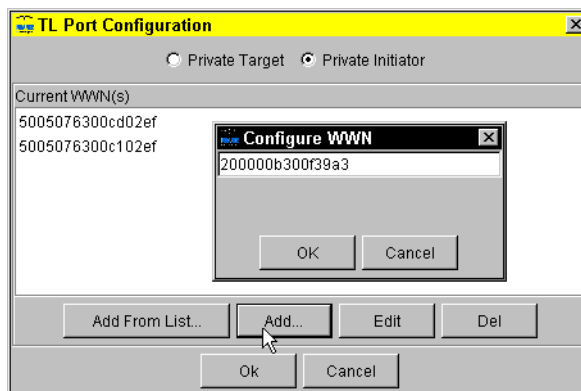 TL Port Configuration
Private Target Private Initiator
Current WWN(s)
5005076300cd02ef
5005076300c102ef
Configure WWN
200000b300f39a3
OK Cancel
Add From List... Add... Edit Del
Ok Cancel